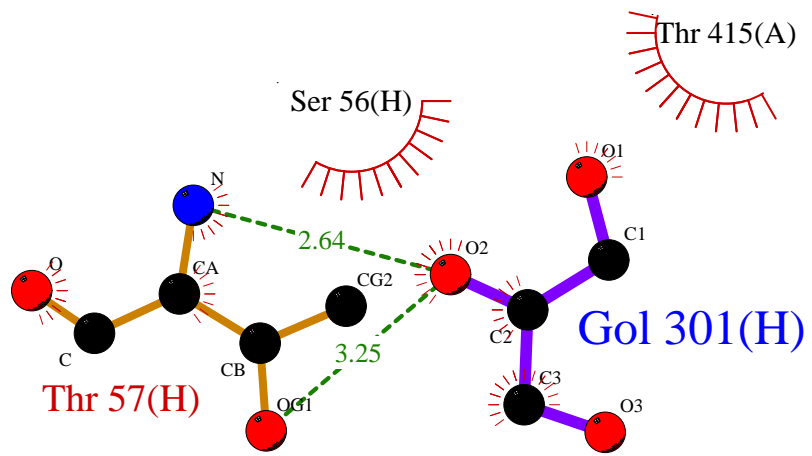 Thr 415(A)
Ser 56(H)
O1
N
C1
2.64
O2
O
CA
CG2
C2
Gol 301(H)
C
CB
3.25
C3
Thr 57(H)
OG1
O3